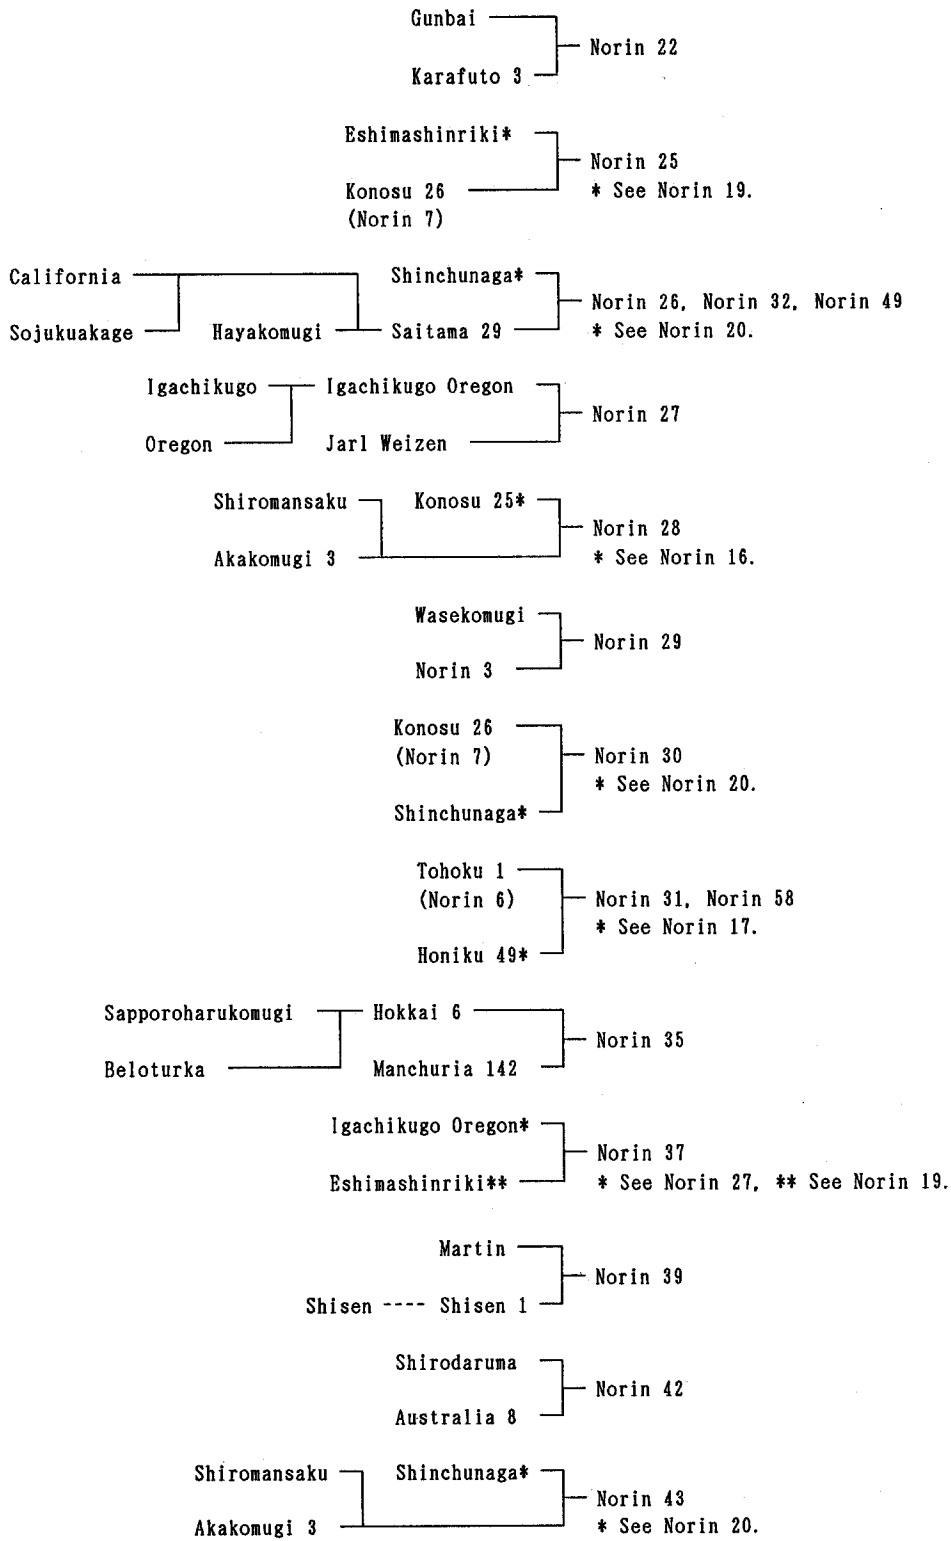 Gunbai
Norin 22
Karafuto 3
Eshimashinriki*
Norin 25
Konosu 26
* See Norin 19.
(Norin 7)
California
Shinchunaga*
Norin 26, Norin 32, Norin 49
Sojukuakage
Hayakomugi
Saitama 29
* See Norin 20.
Igachikugo
Igachikugo Oregon
Norin 27
Oregon
Jarl Weizen
Shiromansaku
Konosu 25*
Norin 28
Akakomugi 3
* See Norin 16.
Wasekomugi
Norin 29
Norin 3
Konosu 26
(Norin 7)
Norin 30
* See Norin 20.
Shinchunaga*
Tohoku 1
(Norin 6)
Norin 31, Norin 58
* See Norin 17.
Honiku 49*
Sapporoharukomugi
Hokkai 6
Norin 35
Beloturka
Manchuria 142
Igachikugo Oregon*
Norin 37
Eshimashinriki**
* See Norin 27, ** See Norin 19.
Martin
Norin 39
Shisen ---- Shisen 1
Shirodaruma
Norin 42
Australia 8
Shiromansaku
Shinchunaga*
Norin 43
Akakomugi 3
* See Norin 20.